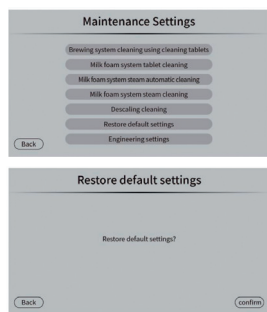 Maintenance Settings
Brewing system cleaning using cleaning tablets
Milk foam system tablet cleaning
Milk foam system steam automatic cleaning
Milk foam system steam cleaning
Descaling cleaning
Restore default settings
Engineering settings
Back
Restore default settings
Restore default settings?
Back
confirm